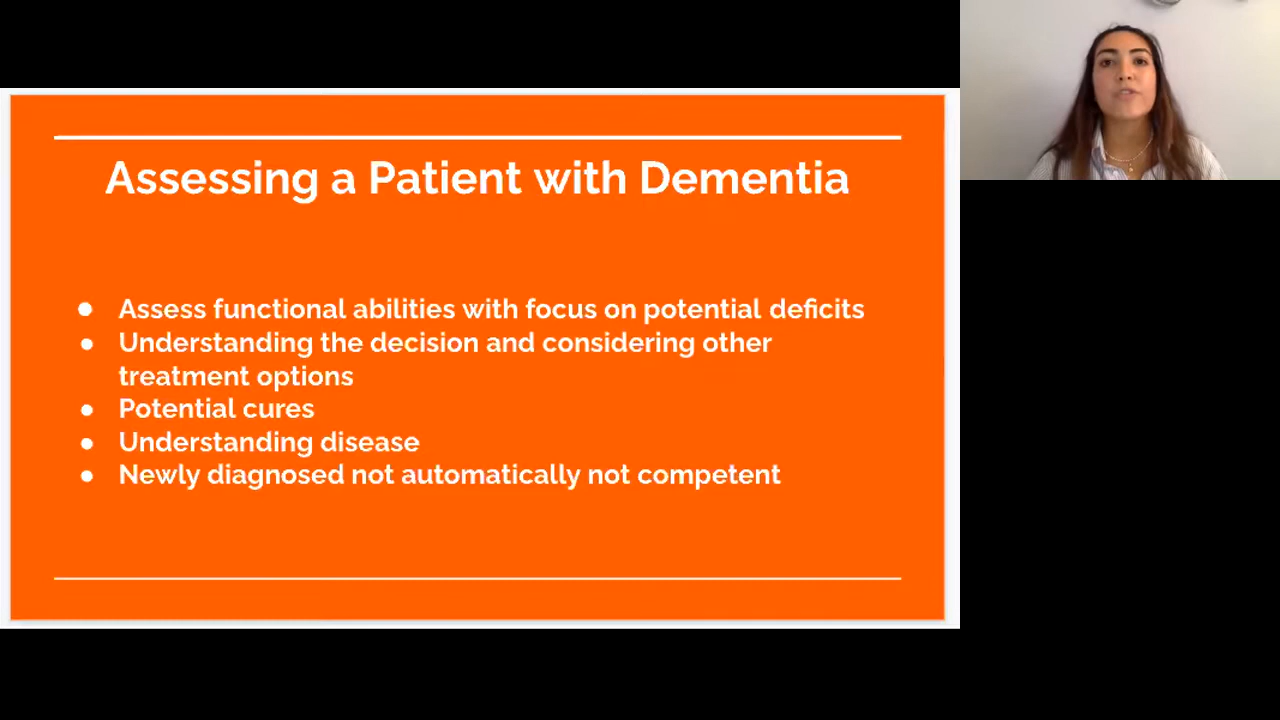 Assessing a Patient with Dementia
● Assess functional abilities with focus on potential deficits
● Understanding the decision and considering other
treatment options
● Potential cures
● Understanding disease
● Newly diagnosed not automatically not competent